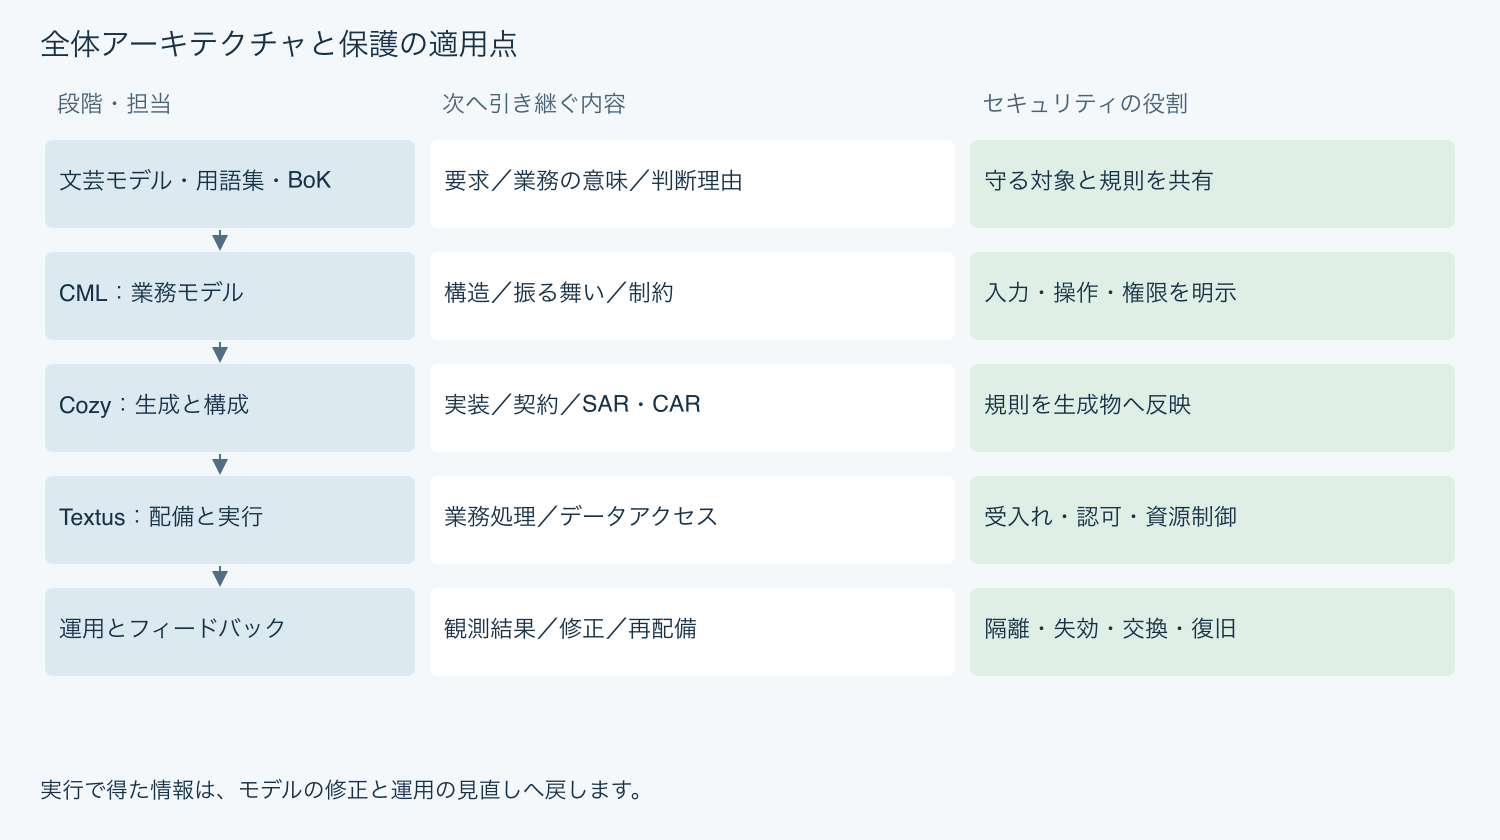 全体アーキテクチャと保護の適用点
段階・担当 次へ引き継ぐ内容 セキュリティの役割
文芸モデル・用語集・BoK 要求／業務の意味／判断理由 守る対象と規則を共有
CML：業務モデル 構造／振る舞い／制約 入力・操作・権限を明示
Cozy：生成と構成 実装／契約／SAR・CAR 規則を生成物へ反映
Textus：配備と実行 業務処理／データアクセス 受入れ・認可・資源制御
運用とフィードバック 観測結果／修正／再配備 隔離・失効・交換・復旧
実行で得た情報は、モデルの修正と運用の見直しへ戻します。